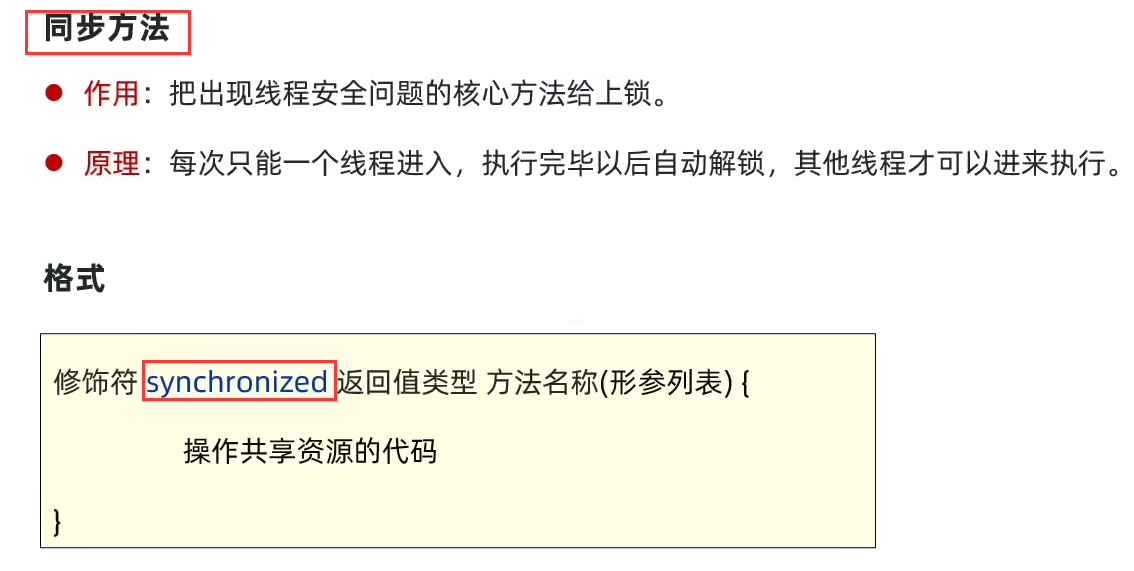 同步方法
作用：把出现线程安全问题的核心方法给上锁。
原理：每次只能一个线程进入，执行完毕以后自动解锁，其他线程才可以进来执行。
格式
修饰符 synchronized 返回值类型 方法名称(形参列表) {
操作共享资源的代码
}